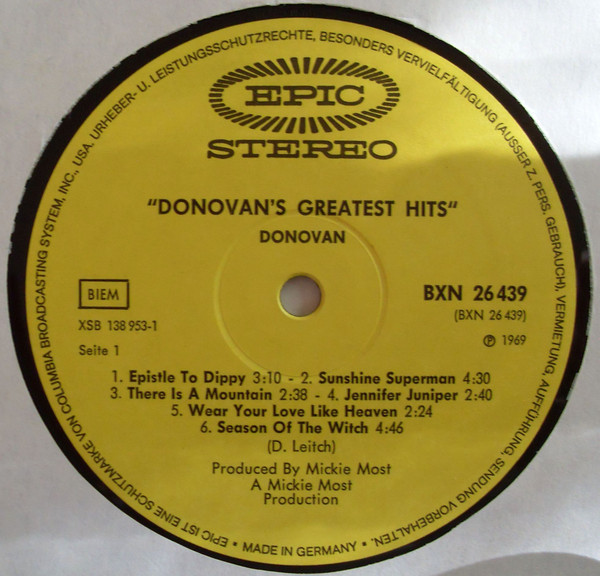 URHEBER- U. LEISTUNGSSCHUTZRECHTE, BESONDERS VERVIELFÄLTIGUNG (AUSSER Z. PERS. GEBRAUCH), VERMIETUNG, AUFFÜHRUNG, SENDUNG VORBEHALTEN.
EPIC
STEREO
"DONOVAN'S GREATEST HITS"
DONOVAN
BIEM
BXN 26 439
XSB 138 953-1
(BXN 26 439)
Seite 1
℗ 1969
1. Epistle To Dippy 3:10 - 2. Sunshine Superman 4:30
3. There Is A Mountain 2:38 - 4. Jennifer Juniper 2:40
5. Wear Your Love Like Heaven 2:24
6. Season Of The Witch 4:46
(D. Leitch)
Produced By Mickie Most
A Mickie Most
Production
• MADE IN GERMANY •
EPIC IST EINE SCHUTZMARKE VON COLUMBIA BROADCASTING SYSTEM, INC., USA.